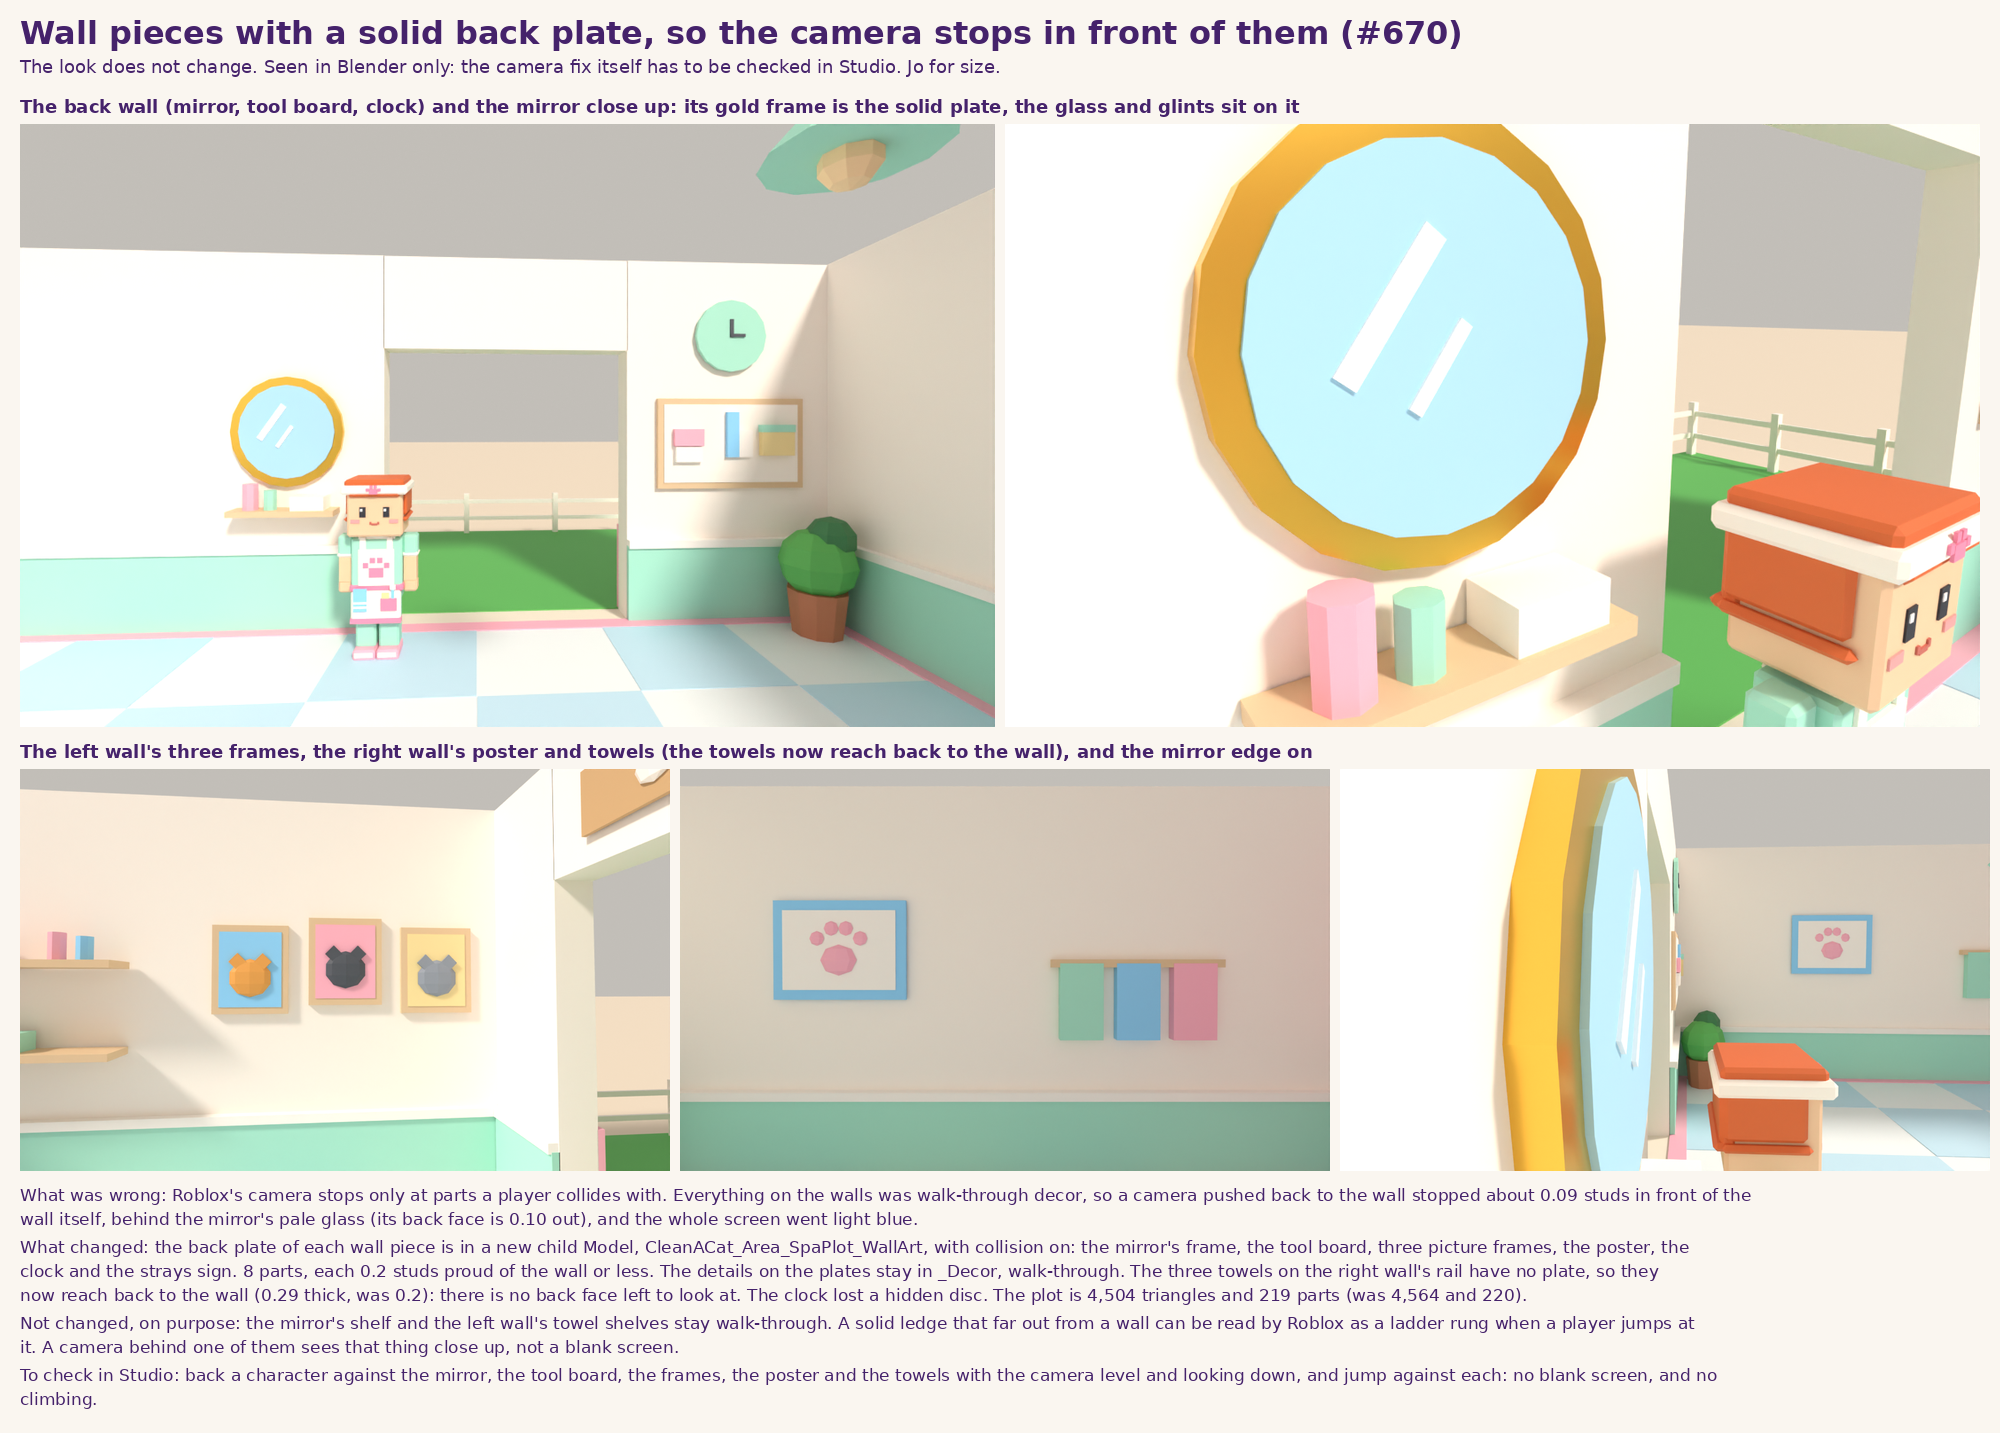 Wall pieces with a solid back plate, so the camera stops in front of them (#670)
The look does not change. Seen in Blender only: the camera fix itself has to be checked in Studio. Jo for size.
The back wall (mirror, tool board, clock) and the mirror close up: its gold frame is the solid plate, the glass and glints sit on it
The left wall's three frames, the right wall's poster and towels (the towels now reach back to the wall), and the mirror edge on
What was wrong: Roblox's camera stops only at parts a player collides with. Everything on the walls was walk-through decor, so a camera pushed back to the wall stopped about 0.09 studs in front of the
wall itself, behind the mirror's pale glass (its back face is 0.10 out), and the whole screen went light blue.
What changed: the back plate of each wall piece is in a new child Model, CleanACat_Area_SpaPlot_WallArt, with collision on: the mirror's frame, the tool board, three picture frames, the poster, the
clock and the strays sign. 8 parts, each 0.2 studs proud of the wall or less. The details on the plates stay in _Decor, walk-through. The three towels on the right wall's rail have no plate, so they
now reach back to the wall (0.29 thick, was 0.2): there is no back face left to look at. The clock lost a hidden disc. The plot is 4,504 triangles and 219 parts (was 4,564 and 220).
Not changed, on purpose: the mirror's shelf and the left wall's towel shelves stay walk-through. A solid ledge that far out from a wall can be read by Roblox as a ladder rung when a player jumps at
it. A camera behind one of them sees that thing close up, not a blank screen.
To check in Studio: back a character against the mirror, the tool board, the frames, the poster and the towels with the camera level and looking down, and jump against each: no blank screen, and no
climbing.